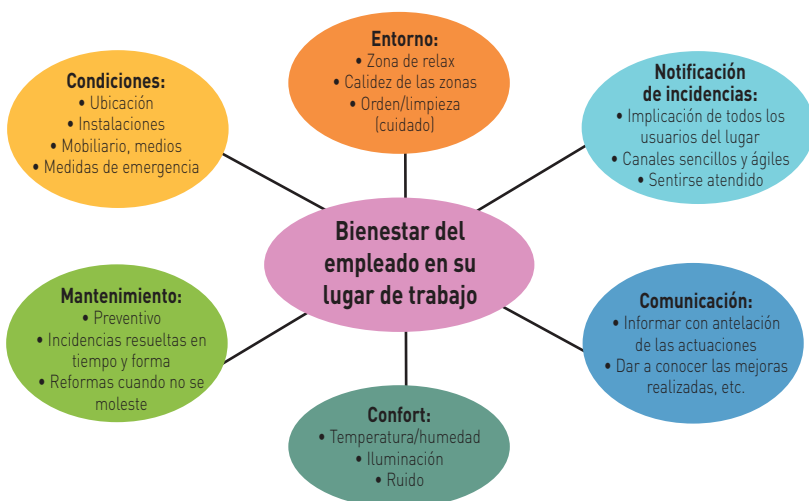 Entorno:
• Zona de relax
• Calidez de las zonas
• Orden/limpieza
(cuidado)
Condiciones:
• Ubicación
• Instalaciones
• Mobiliario, medios
• Medidas de emergencia
Notificación
de incidencias:
• Implicación de todos los
usuarios del lugar
• Canales sencillos y ágiles
• Sentirse atendido
Bienestar del
empleado en su
lugar de trabajo
Mantenimiento:
• Preventivo
• Incidencias resueltas en
tiempo y forma
• Reformas cuando no se
moleste
Comunicación:
• Informar con antelación
de las actuaciones
• Dar a conocer las mejoras
realizadas, etc.
Confort:
• Temperatura/humedad
• Iluminación
• Ruido